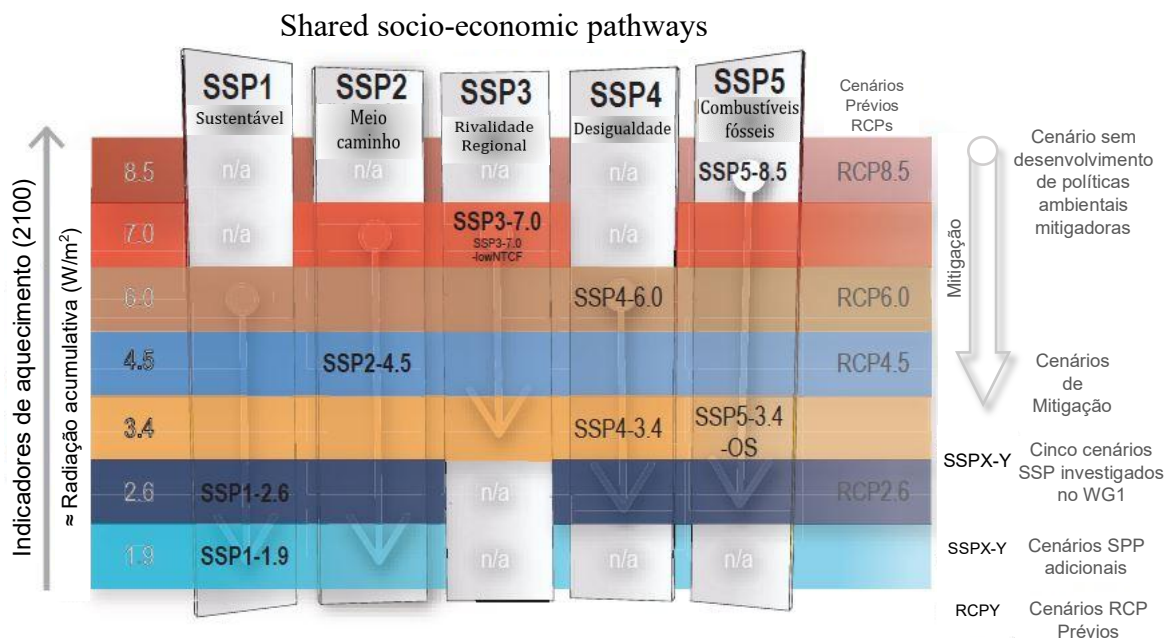 Shared socio-economic pathways
SSP1
Sustentável
SSP2
Meio
caminho
SSP3
Rivalidade
Regional
SSP4
Desigualdade
SSP5
Combustíveis
fósseis
Cenários
Prévios
RCPs
Indicadores de aquecimento (2100)
≈ Radiação acumulativa (W/m²)
8.5 n/a n/a n/a n/a SSP5-8.5 RCP8.5
7.0 n/a SSP3-7.0 n/a
SSP3-7.0
-lowNTCF
6.0 SSP4-6.0 RCP6.0
4.5 SSP2-4.5 RCP4.5
3.4 SSP4-3.4 SSP5-3.4
-OS
2.6 SSP1-2.6 n/a RCP2.6
1.9 SSP1-1.9 n/a n/a n/a
Mitigação
Cenário sem
desenvolvimento
de políticas
ambientais
mitigadoras
Cenários
de
Mitigação
SSPX-Y Cinco cenários
SSP investigados
no WG1
SSPX-Y Cenários SPP
adicionais
RCPY Cenários RCP
Prévios